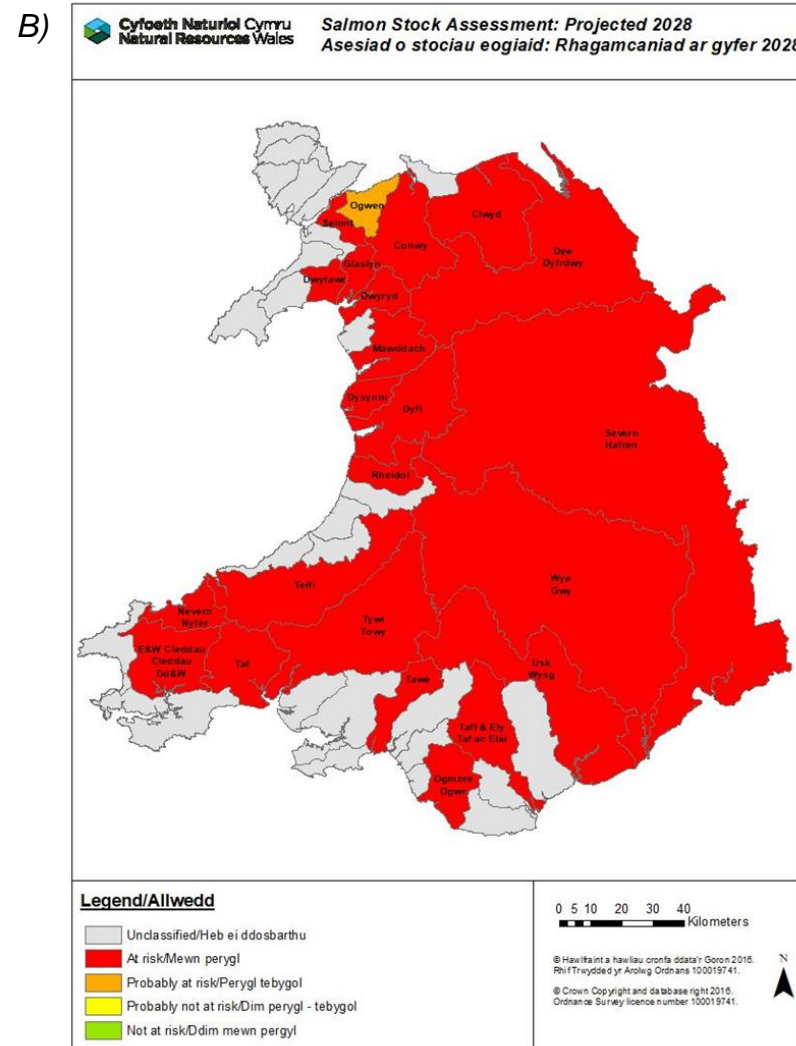 B)
Cyfoeth Naturiol Cymru
Natural Resources Wales
Salmon Stock Assessment: Projected 2028
Asesiad o stociau eogiaid: Rhagamcaniad ar gyfer 2028
Ogwen
Seiont
Conwy
Clwyd
Dee
Dyfrdwy
Glaslyn
Dwyfawr
Dwyryd
Mawddach
Dysynni
Dyfi
Severn
Hafren
Rheidol
Teifi
Wye
Gwy
Nevern
Nyfer
Tywi
Towy
E&W Cleddau
Cleddau
Dd&W
Taf
Usk
Wysg
Tawe
Taff & Ely
Taf ac Elái
Ogmore
Ogwr
Legend/Allwedd
Unclassified/Heb ei ddosbarthu
At risk/Mewn perygl
Probably at risk/Perygl tebygol
Probably not at risk/Dim perygl - tebygol
Not at risk/Ddim mewn pergyl
0 5 10 20 30 40
Kilometers
© Hawlfraint a hawliau cronfa ddata'r Goron 2016.
Rhif Trwydded yr Arolwg Ordnans 100019741.
© Crown Copyright and database right 2016.
Ordnance Survey licence number 100019741.
N